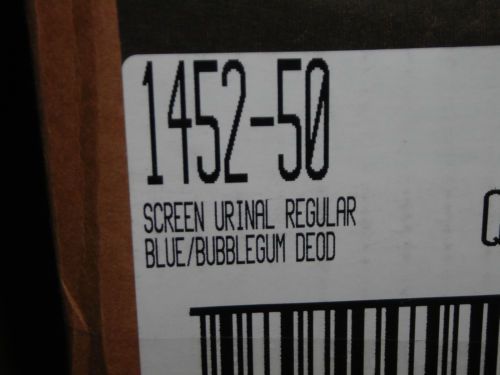 1452-50
SCREEN URINAL REGULAR
BLUE/BUBBLEGUM DEOD